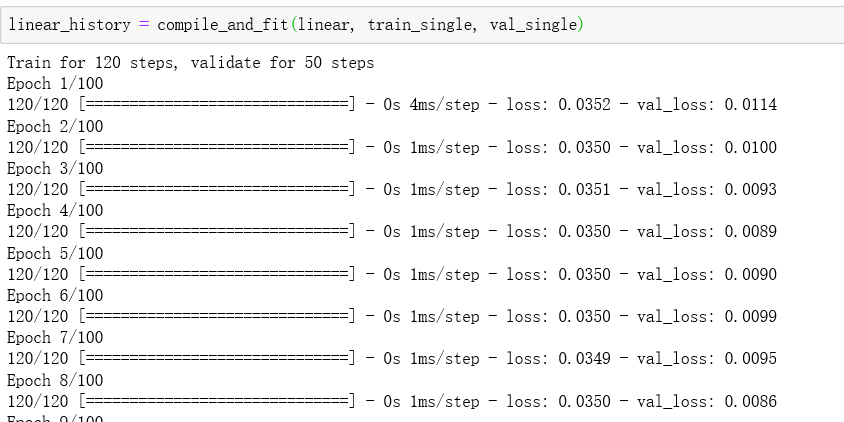 linear_history = compile_and_fit(linear, train_single, val_single)
Train for 120 steps, validate for 50 steps
Epoch 1/100
120/120 [==============================] - 0s 4ms/step - loss: 0.0352 - val_loss: 0.0114
Epoch 2/100
120/120 [==============================] - 0s 1ms/step - loss: 0.0350 - val_loss: 0.0100
Epoch 3/100
120/120 [==============================] - 0s 1ms/step - loss: 0.0351 - val_loss: 0.0093
Epoch 4/100
120/120 [==============================] - 0s 1ms/step - loss: 0.0350 - val_loss: 0.0089
Epoch 5/100
120/120 [==============================] - 0s 1ms/step - loss: 0.0350 - val_loss: 0.0090
Epoch 6/100
120/120 [==============================] - 0s 1ms/step - loss: 0.0350 - val_loss: 0.0099
Epoch 7/100
120/120 [==============================] - 0s 1ms/step - loss: 0.0349 - val_loss: 0.0095
Epoch 8/100
120/120 [==============================] - 0s 1ms/step - loss: 0.0350 - val_loss: 0.0086
Epoch 9/100